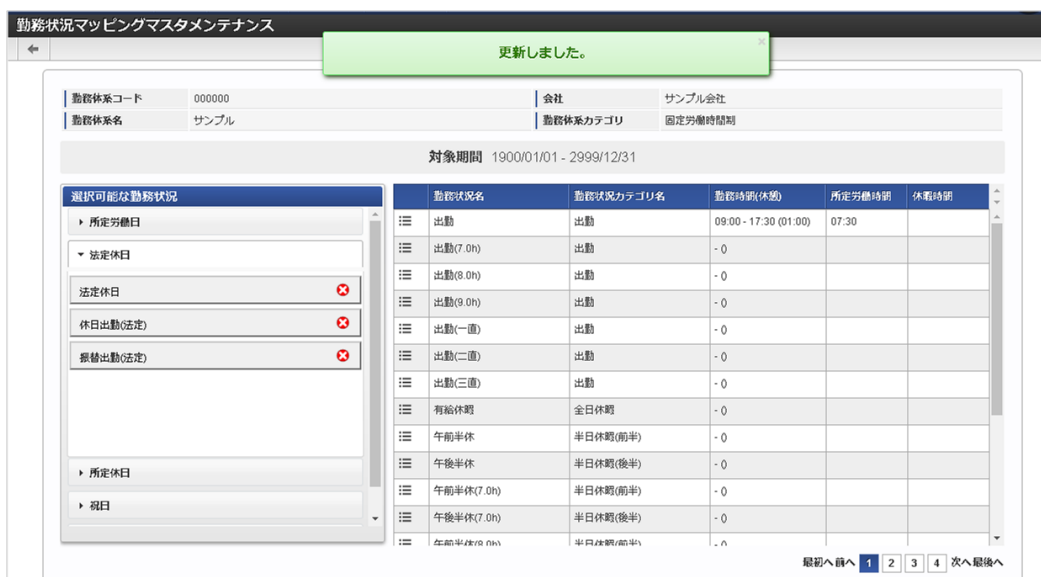 勤務状況マッピングマスタメンテナンス
更新しました。
勤務体系コード 000000 会社 サンプル会社
勤務体系名 サンプル 勤務体系カテゴリ 固定労働時間制
対象期間 1900/01/01 - 2999/12/31
選択可能な勤務状況
所定労働日
法定休日
法定休日
休日出勤(法定)
振替出勤(法定)
所定休日
祝日
勤務状況名 勤務状況カテゴリ名 勤務時間(休憩) 所定労働時間 休暇時間
出勤 出勤 09:00 - 17:30 (01:00) 07:30
出勤(7.0h) 出勤 - ()
出勤(8.0h) 出勤 - ()
出勤(9.0h) 出勤 - ()
出勤(一直) 出勤 - ()
出勤(二直) 出勤 - ()
出勤(三直) 出勤 - ()
有給休暇 全日休暇 - ()
午前半休 半日休暇(前半) - ()
午後半休 半日休暇(後半) - ()
午前半休(7.0h) 半日休暇(前半) - ()
午後半休(7.0h) 半日休暇(後半) - ()
午前半休(8.0h) 半日休暇(前半) - ()
最初へ 前へ 1 2 3 4 次へ 最後へ